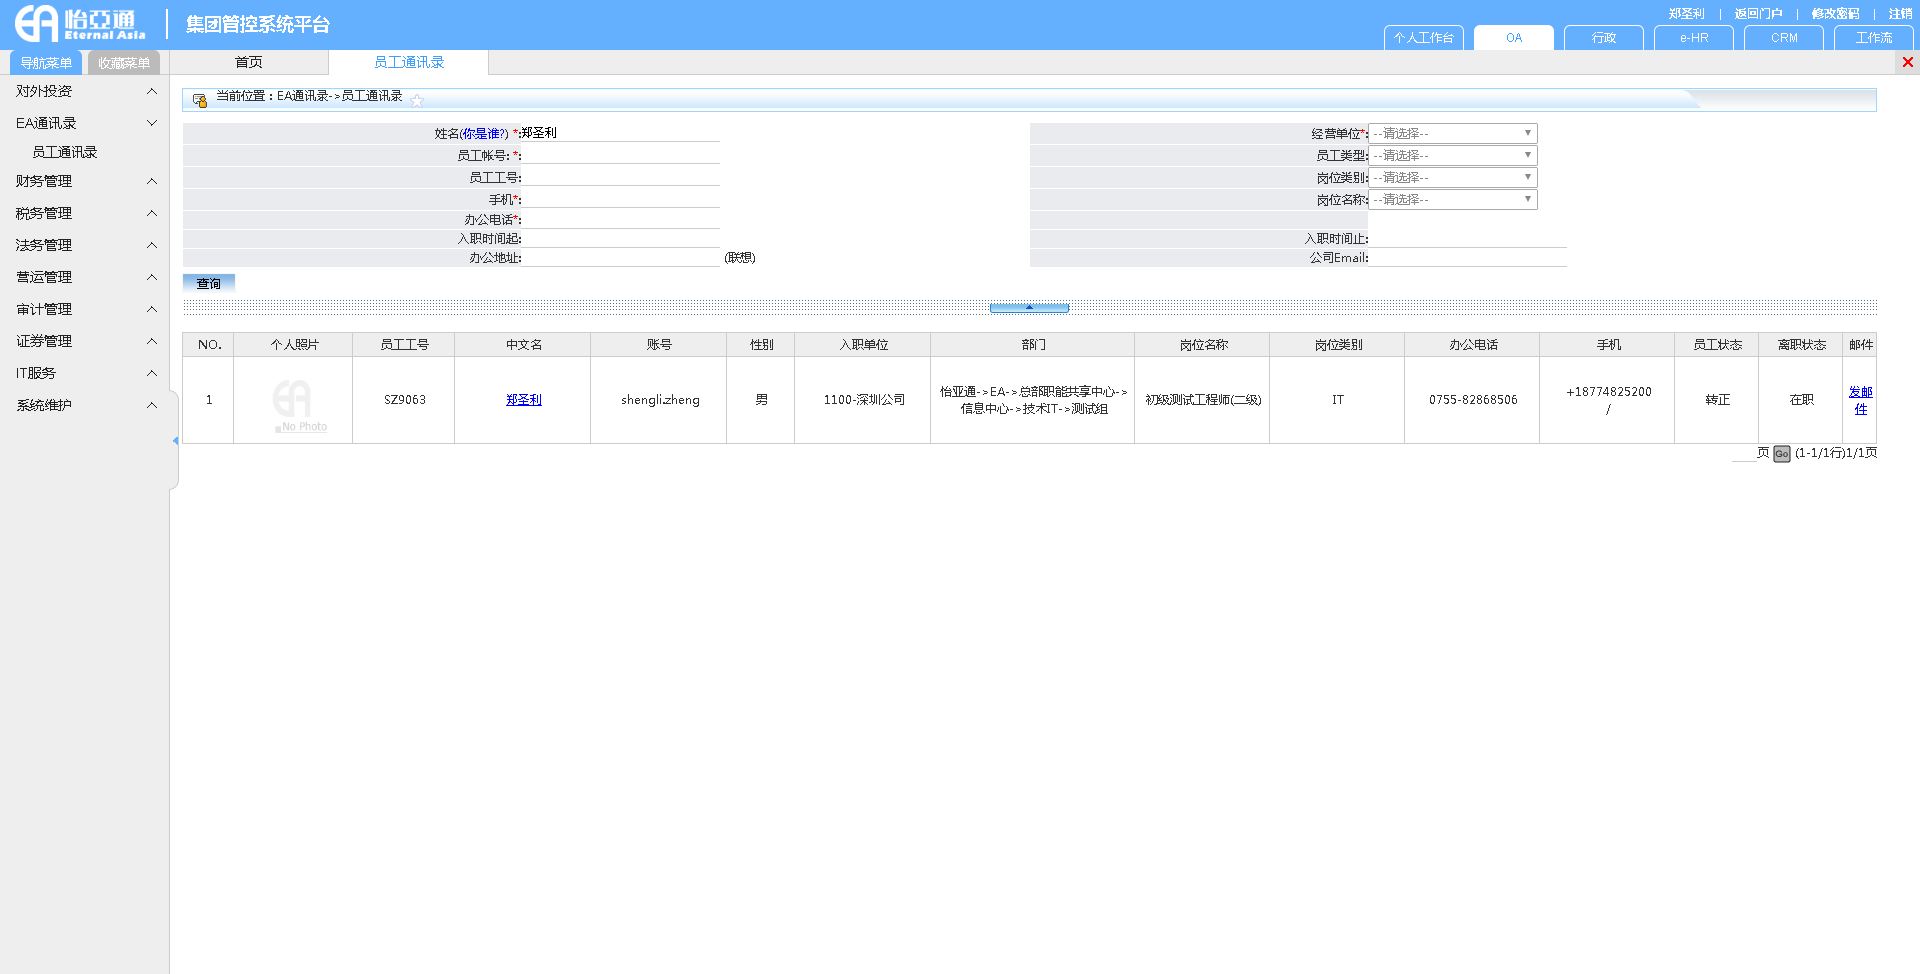 怡亞通
Eternal Asia
集团管控系统平台
郑圣利 | 返回门户 | 修改密码 | 注销
个人工作台 OA 行政 e-HR CRM 工作流
导航菜单 收藏菜单 首页 员工通讯录
对外投资
EA通讯录
员工通讯录
财务管理
税务管理
法务管理
营运管理
审计管理
证券管理
IT服务
系统维护
当前位置：EA通讯录->员工通讯录
姓名(你是谁?) *:郑圣利 经营单位*: --请选择--
员工帐号: *: 员工类型: --请选择--
员工工号: 岗位类别: --请选择--
手机*: 岗位名称: --请选择--
办公电话*:
入职时间起: 入职时间止:
办公地址: (联想) 公司Email:
查询
NO. 个人照片 员工工号 中文名 账号 性别 入职单位 部门 岗位名称 岗位类别 办公电话 手机 员工状态 离职状态 邮件
1 EA No Photo SZ9063 郑圣利 shengli.zheng 男 1100-深圳公司 怡亚通->EA->总部职能共享中心->
信息中心->技术IT->测试组 初级测试工程师(二级) IT 0755-82868506 +18774825200
/ 转正 在职 发邮
件
页 Go (1-1/1行)1/1页